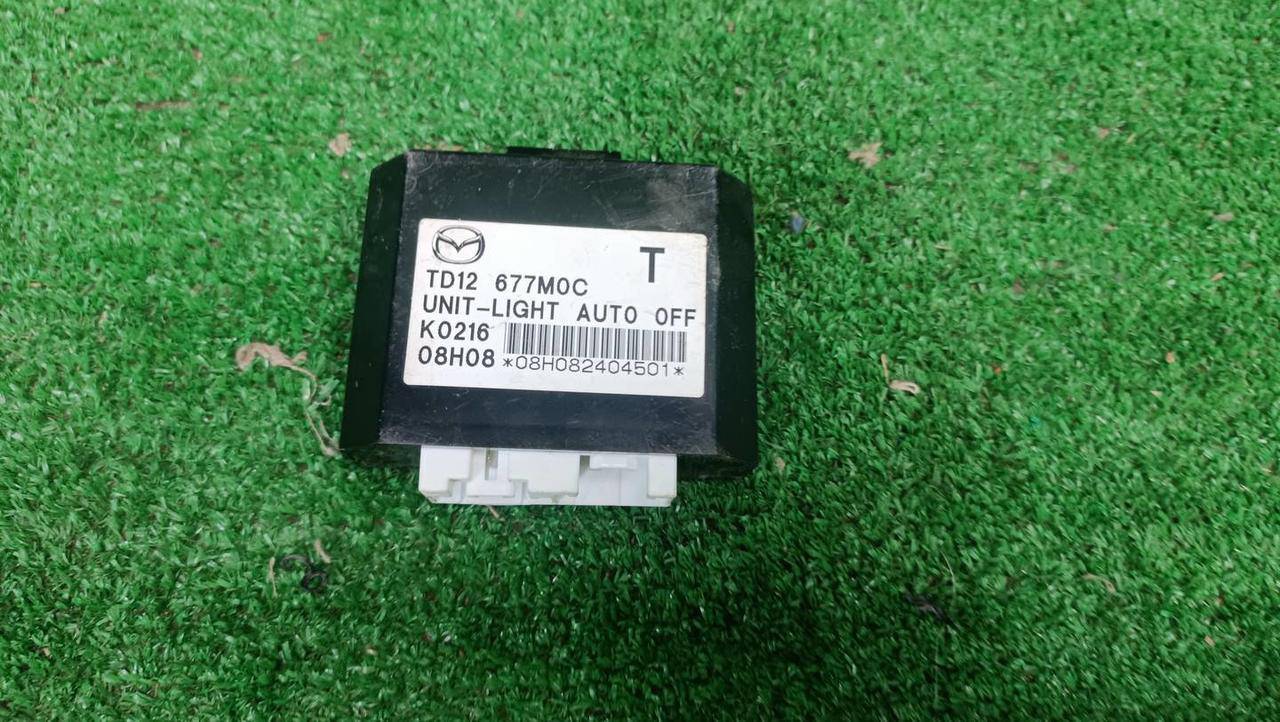 T
TD12 677M0C
UNIT-LIGHT AUTO OFF
K0216
08H08 *08H082404501*